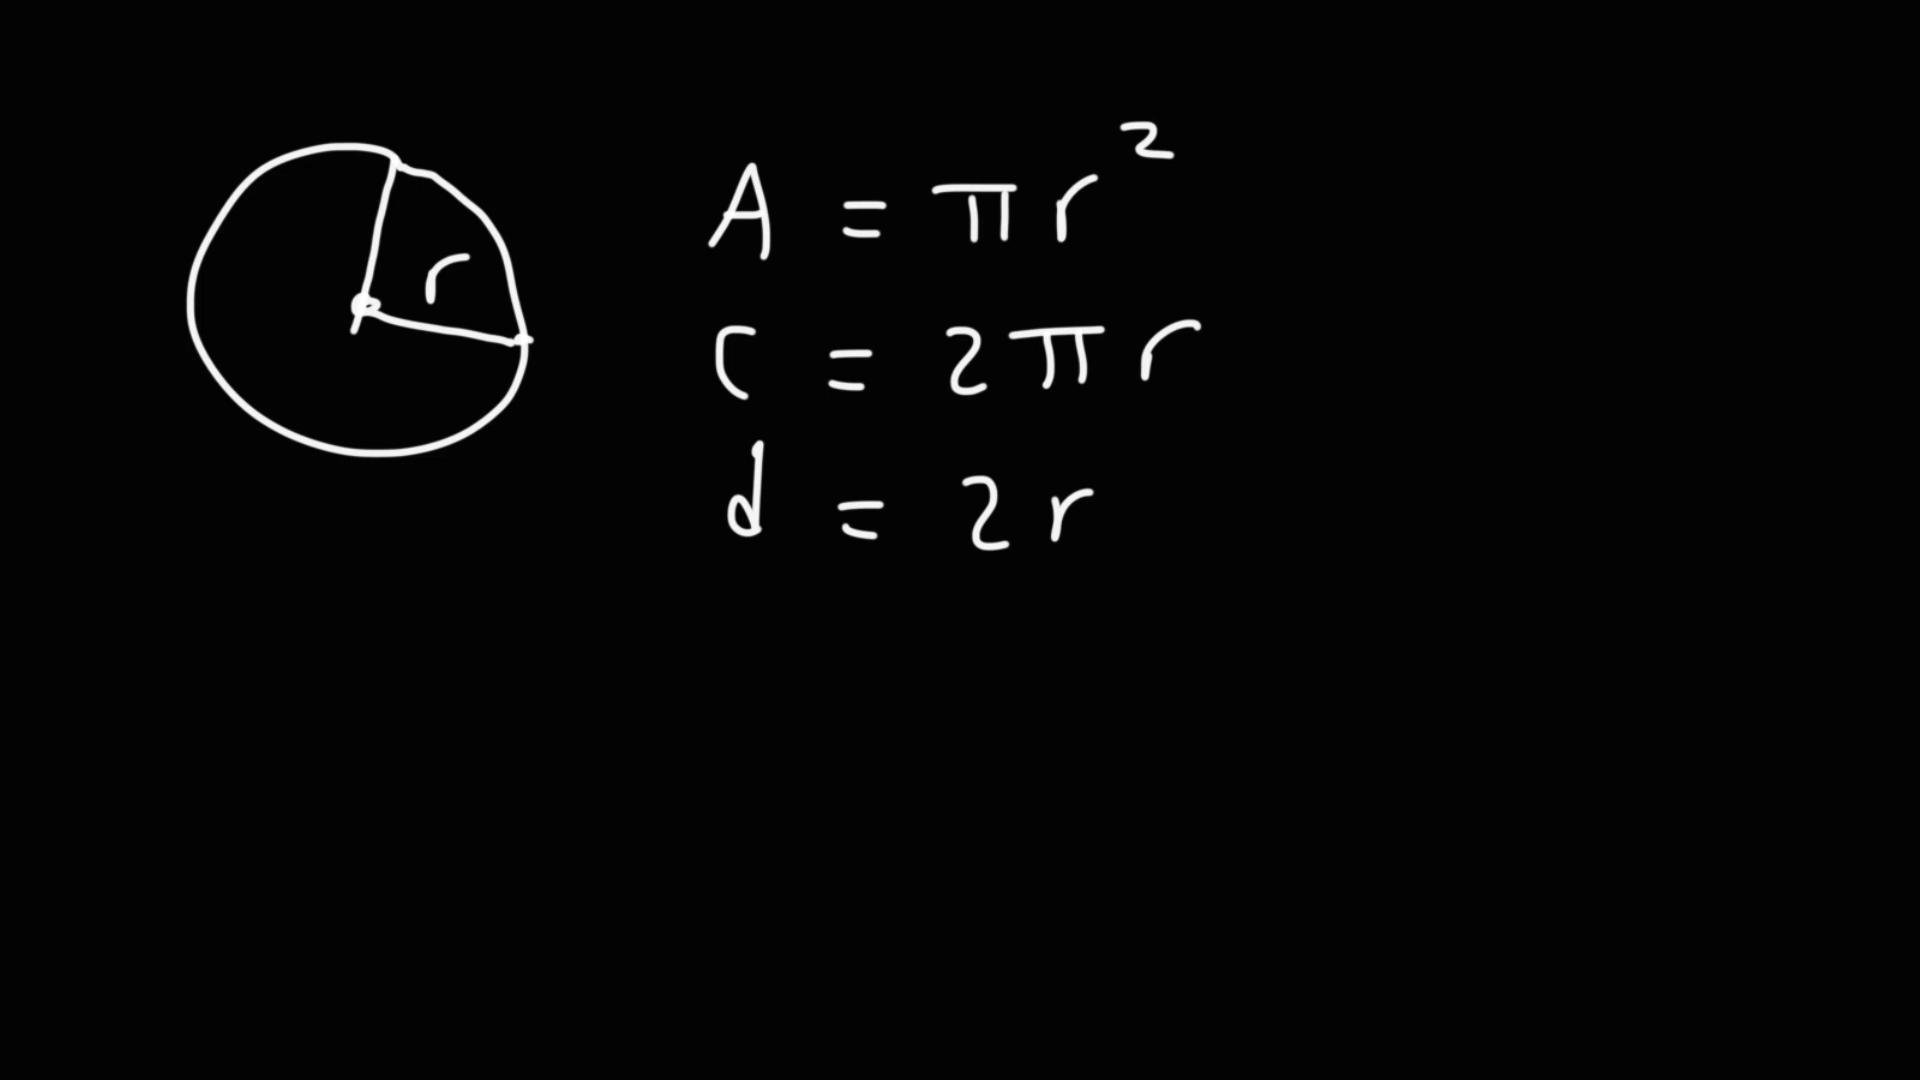 r
A = πr²
C = 2πr
d = 2r